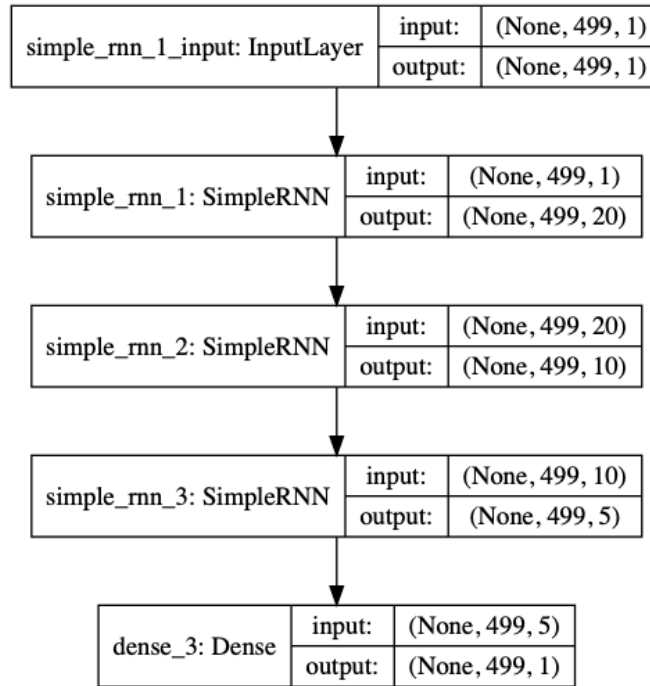 simple_rnn_1_input: InputLayer
input: (None, 499, 1)
output: (None, 499, 1)
simple_rnn_1: SimpleRNN
input: (None, 499, 1)
output: (None, 499, 20)
simple_rnn_2: SimpleRNN
input: (None, 499, 20)
output: (None, 499, 10)
simple_rnn_3: SimpleRNN
input: (None, 499, 10)
output: (None, 499, 5)
dense_3: Dense
input: (None, 499, 5)
output: (None, 499, 1)